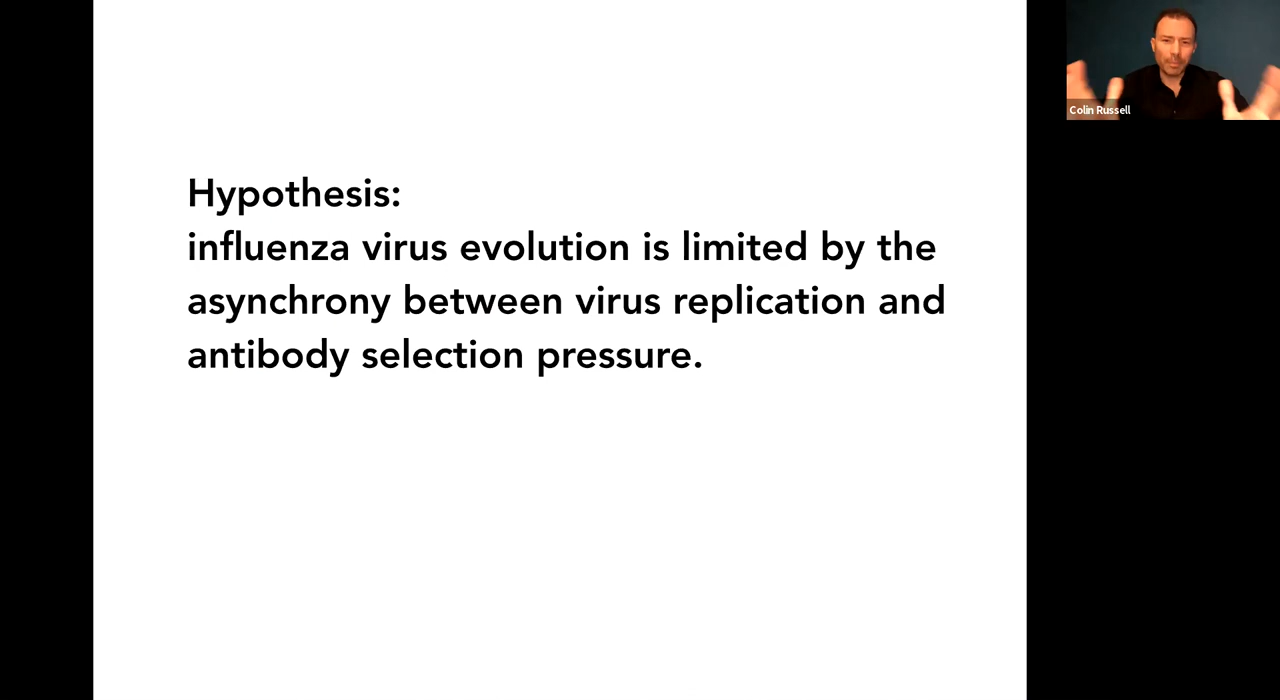 Hypothesis:
influenza virus evolution is limited by the
asynchrony between virus replication and
antibody selection pressure.
Colin Russell